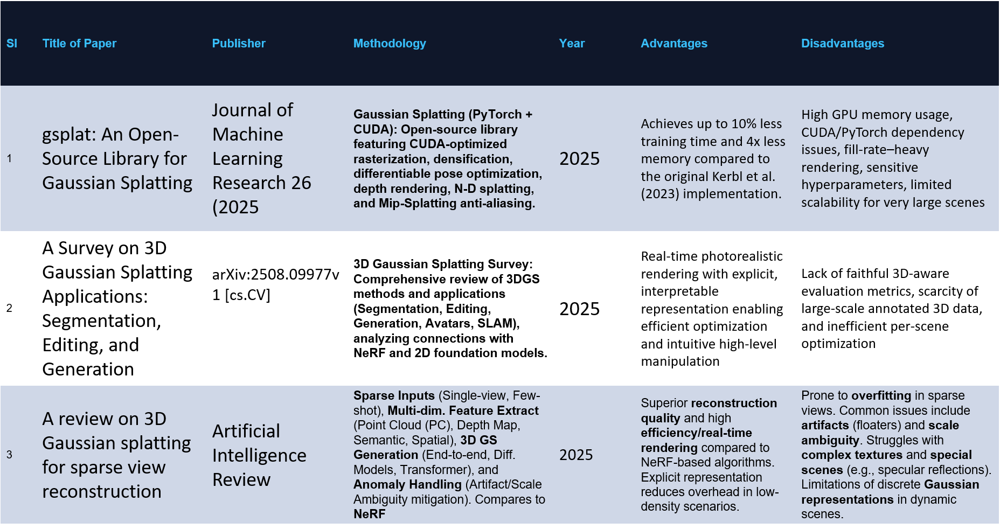 Sl Title of Paper Publisher Methodology Year Advantages Disadvantages
1
gsplat: An Open-
Source Library for
Gaussian Splatting
Journal of
Machine
Learning
Research 26
(2025
Gaussian Splatting (PyTorch +
CUDA): Open-source library
featuring CUDA-optimized
rasterization, densification,
differentiable pose optimization,
depth rendering, N-D splatting,
and Mip-Splatting anti-aliasing.
2025
Achieves up to 10% less
training time and 4x less
memory compared to
the original Kerbl et al.
(2023) implementation.
High GPU memory usage,
CUDA/PyTorch dependency
issues, fill-rate–heavy
rendering, sensitive
hyperparameters, limited
scalability for very large scenes
2
A Survey on 3D
Gaussian Splatting
Applications:
Segmentation,
Editing, and
Generation
arXiv:2508.09977v
1 [cs.CV]
3D Gaussian Splatting Survey:
Comprehensive review of 3DGS
methods and applications
(Segmentation, Editing,
Generation, Avatars, SLAM),
analyzing connections with
NeRF and 2D foundation models.
2025
Real-time photorealistic
rendering with explicit,
interpretable
representation enabling
efficient optimization
and intuitive high-level
manipulation
Lack of faithful 3D-aware
evaluation metrics, scarcity of
large-scale annotated 3D data,
and inefficient per-scene
optimization
3
A review on 3D
Gaussian splatting
for sparse view
reconstruction
Artificial
Intelligence
Review
Sparse Inputs (Single-view, Few-
shot), Multi-dim. Feature Extract
(Point Cloud (PC), Depth Map,
Semantic, Spatial), 3D GS
Generation (End-to-end, Diff.
Models, Transformer), and
Anomaly Handling (Artifact/Scale
Ambiguity mitigation). Compares to
NeRF
2025
Superior reconstruction
quality and high
efficiency/real-time
rendering compared to
NeRF-based algorithms.
Explicit representation
reduces overhead in low-
density scenarios.
Prone to overfitting in sparse
views. Common issues include
artifacts (floaters) and scale
ambiguity. Struggles with
complex textures and special
scenes (e.g., specular reflections).
Limitations of discrete Gaussian
representations in dynamic
scenes.